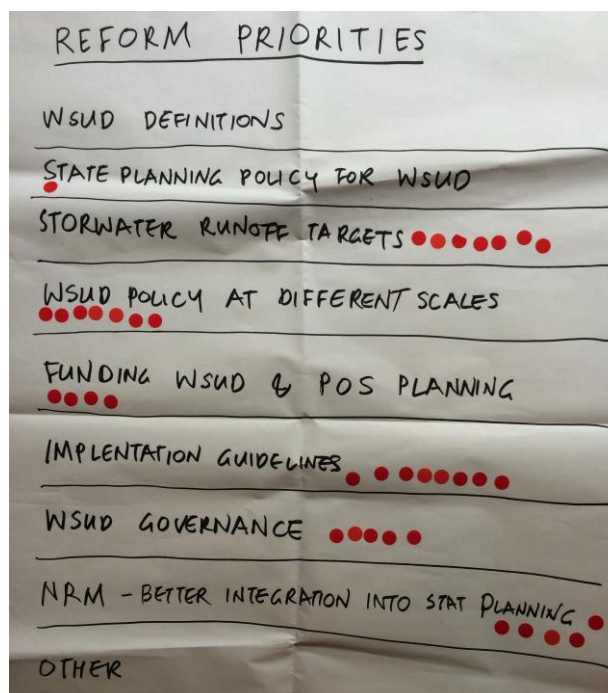 REFORM PRIORITIES
WSUD DEFINITIONS
STATE PLANNING POLICY FOR WSUD
STORWATER RUNOFF TARGETS
WSUD POLICY AT DIFFERENT SCALES
FUNDING WSUD & POS PLANNING
IMPLENTATION GUIDELINES
WSUD GOVERNANCE
NRM - BETTER INTEGRATION INTO STAT PLANNING
OTHER